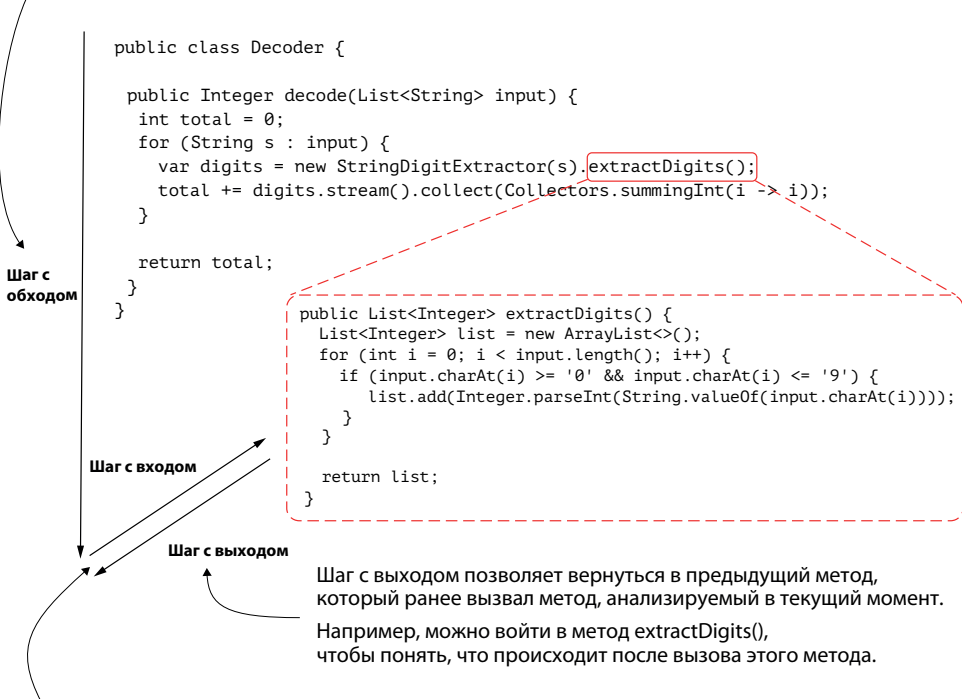 public class Decoder {
public Integer decode(List<String> input) {
int total = 0;
for (String s : input) {
var digits = new StringDigitExtractor(s).extractDigits();
total += digits.stream().collect(Collectors.summingInt(i -> i));
}
return total;
}
}
Шаг с
обходом
public List<Integer> extractDigits() {
List<Integer> list = new ArrayList<>();
for (int i = 0; i < input.length(); i++) {
if (input.charAt(i) >= '0' && input.charAt(i) <= '9') {
list.add(Integer.parseInt(String.valueOf(input.charAt(i))));
}
}
return list;
}
Шаг с входом
Шаг с выходом
Шаг с выходом позволяет вернуться в предыдущий метод,
который ранее вызвал метод, анализируемый в текущий момент.
Например, можно войти в метод extractDigits(),
чтобы понять, что происходит после вызова этого метода.